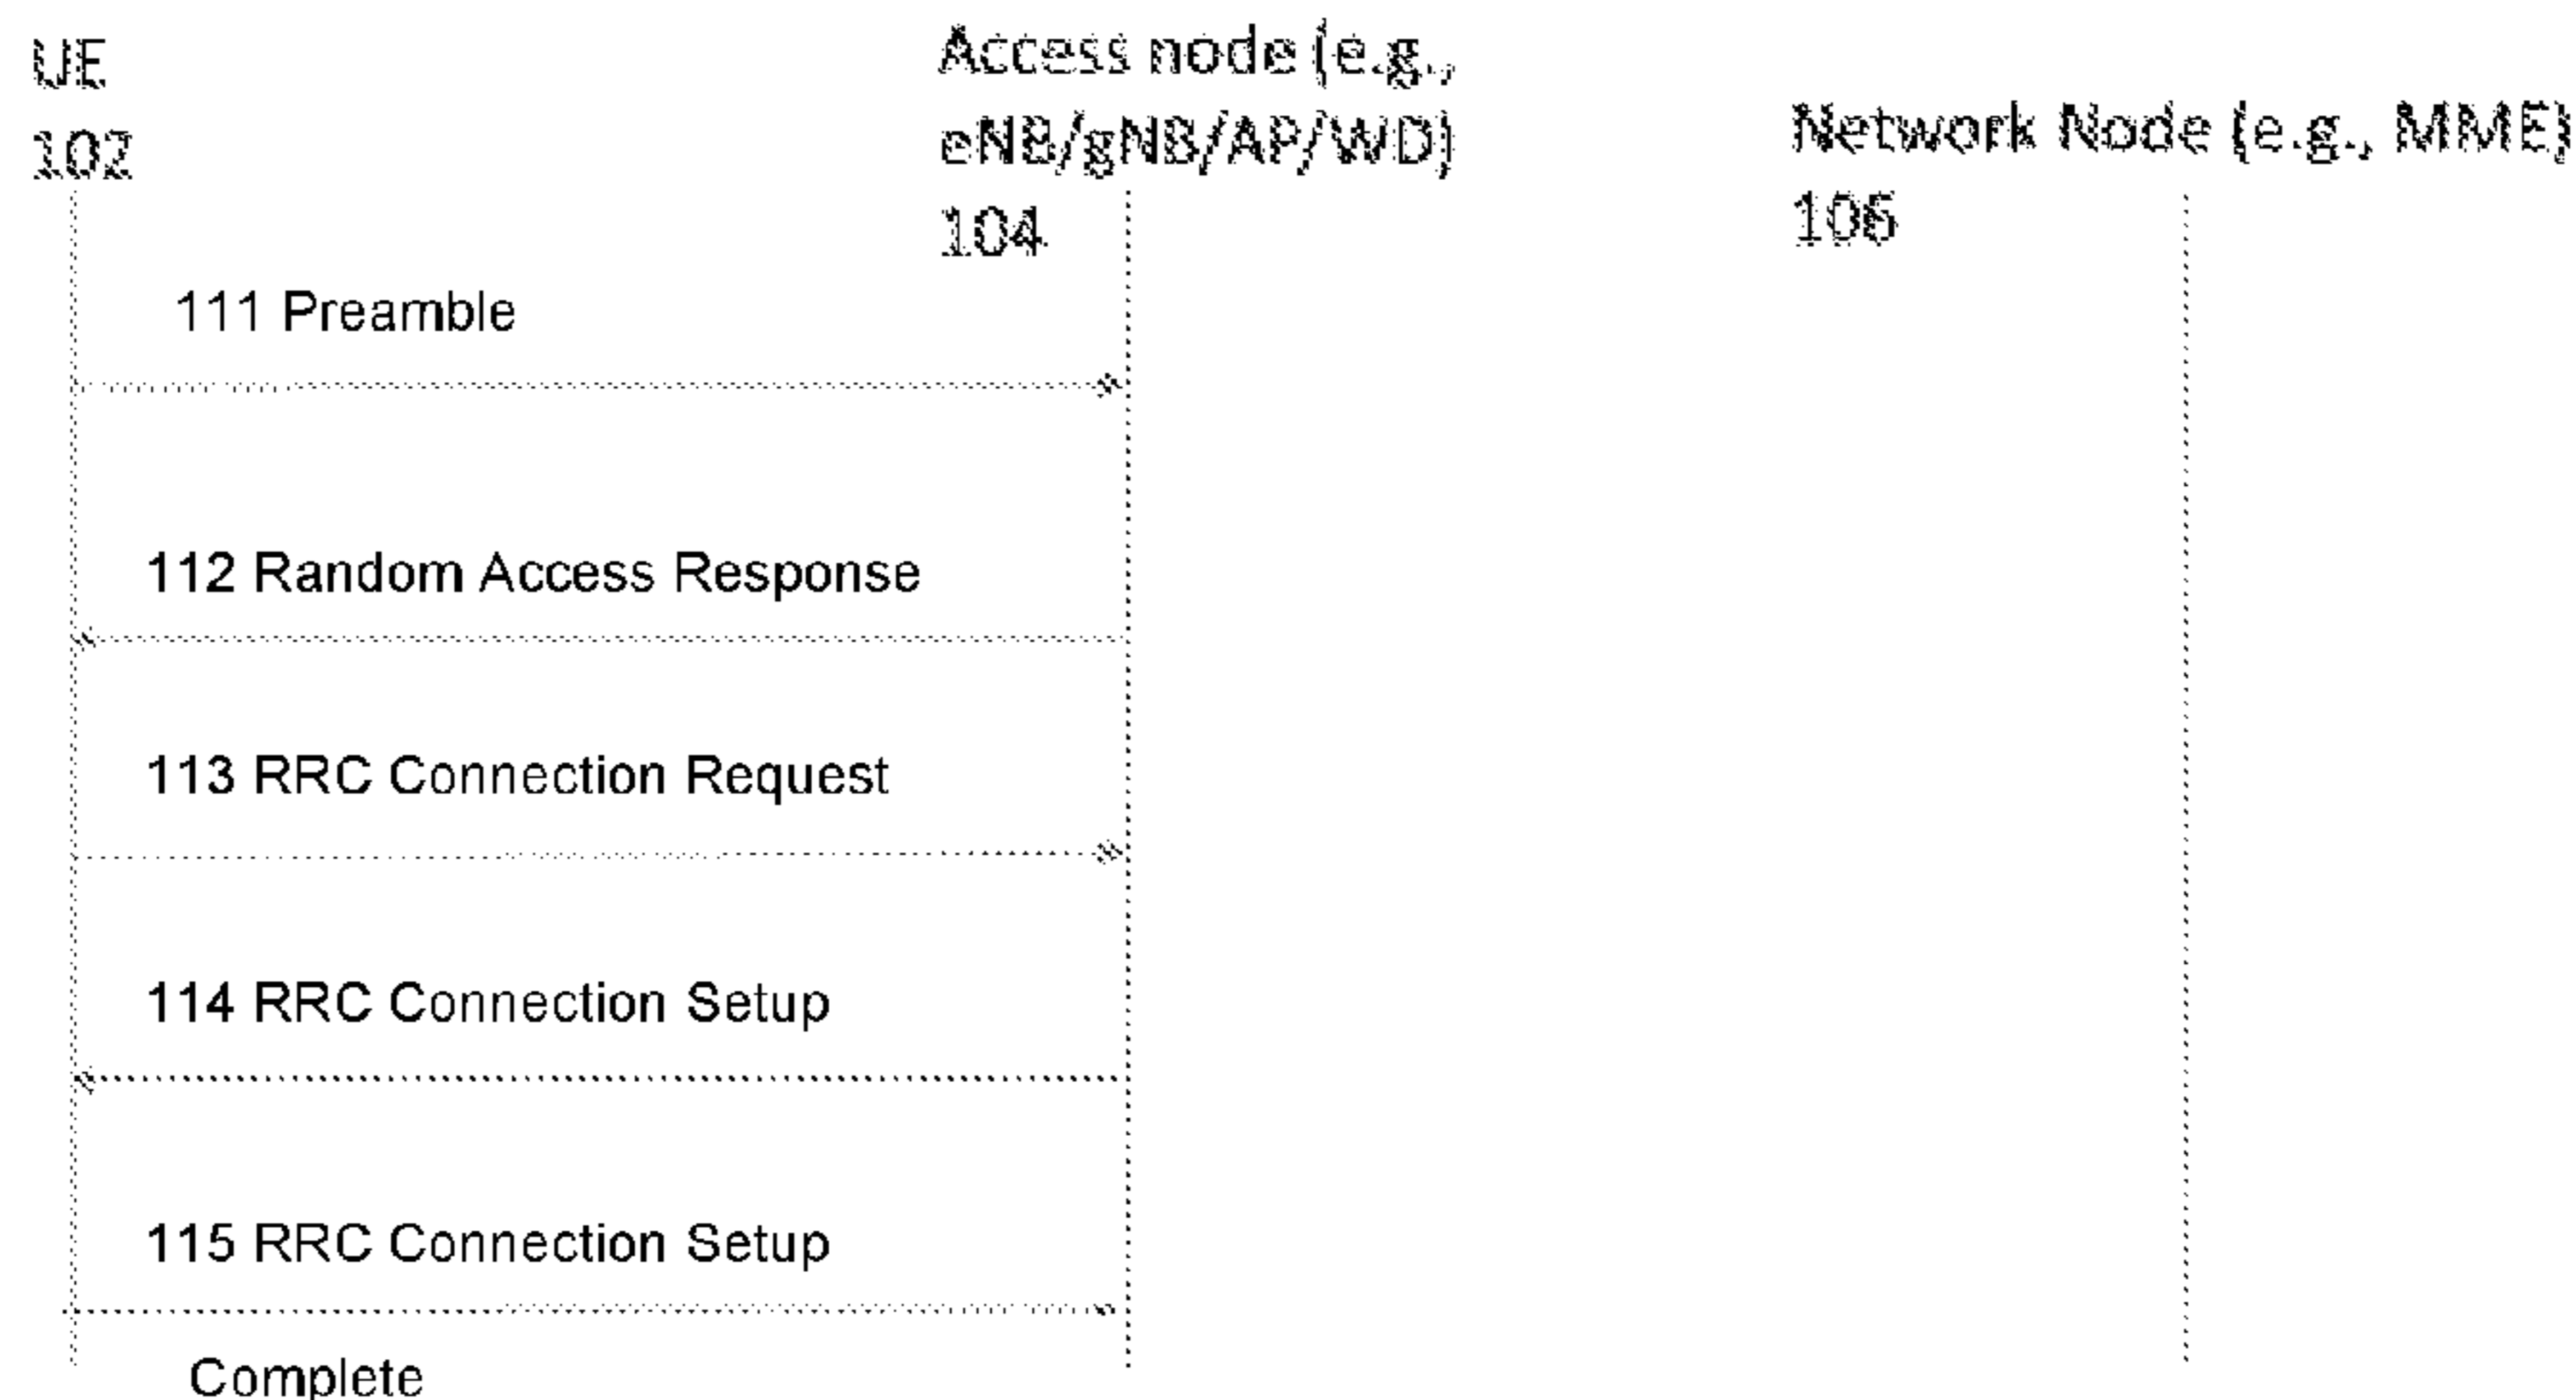 UE
102
Access node (e.g.,
eNB/gNB/AP/WD)
104
Network Node (e.g., MME)
106
111 Preamble
112 Random Access Response
113 RRC Connection Request
114 RRC Connection Setup
115 RRC Connection Setup
Complete